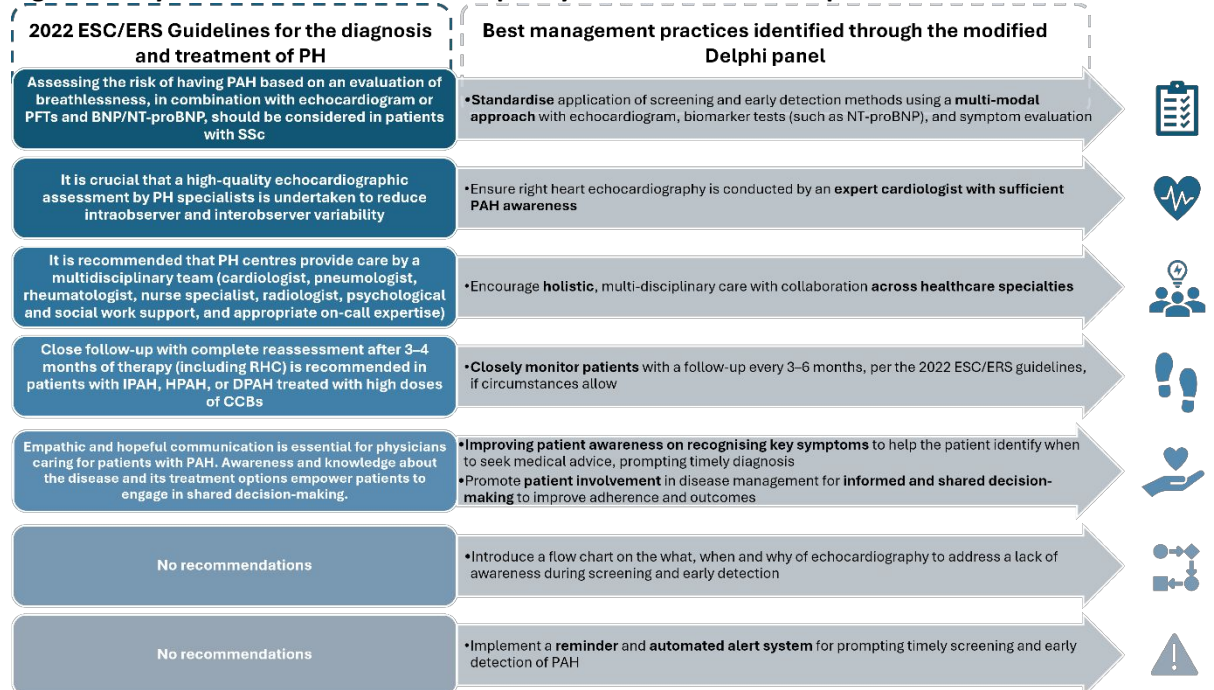 2022 ESC/ERS Guidelines for the diagnosis
and treatment of PH
Best management practices identified through the modified
Delphi panel
Assessing the risk of having PAH based on an evaluation of
breathlessness, in combination with echocardiogram or
PFTs and BNP/NT-proBNP, should be considered in patients
with SSc
•Standardise application of screening and early detection methods using a multi-modal
approach with echocardiogram, biomarker tests (such as NT-proBNP), and symptom evaluation
It is crucial that a high-quality echocardiographic
assessment by PH specialists is undertaken to reduce
intraobserver and interobserver variability
•Ensure right heart echocardiography is conducted by an expert cardiologist with sufficient
PAH awareness
It is recommended that PH centres provide care by a
multidisciplinary team (cardiologist, pneumologist,
rheumatologist, nurse specialist, radiologist, psychological
and social work support, and appropriate on-call expertise)
•Encourage holistic, multi-disciplinary care with collaboration across healthcare specialties
Close follow-up with complete reassessment after 3–4
months of therapy (including RHC) is recommended in
patients with IPAH, HPAH, or DPAH treated with high doses
of CCBs
•Closely monitor patients with a follow-up every 3–6 months, per the 2022 ESC/ERS guidelines,
if circumstances allow
Empathic and hopeful communication is essential for physicians
caring for patients with PAH. Awareness and knowledge about
the disease and its treatment options empower patients to
engage in shared decision-making.
•Improving patient awareness on recognising key symptoms to help the patient identify when
to seek medical advice, prompting timely diagnosis
•Promote patient involvement in disease management for informed and shared decision-
making to improve adherence and outcomes
No recommendations
•Introduce a flow chart on the what, when and why of echocardiography to address a lack of
awareness during screening and early detection
No recommendations
•Implement a reminder and automated alert system for prompting timely screening and early
detection of PAH